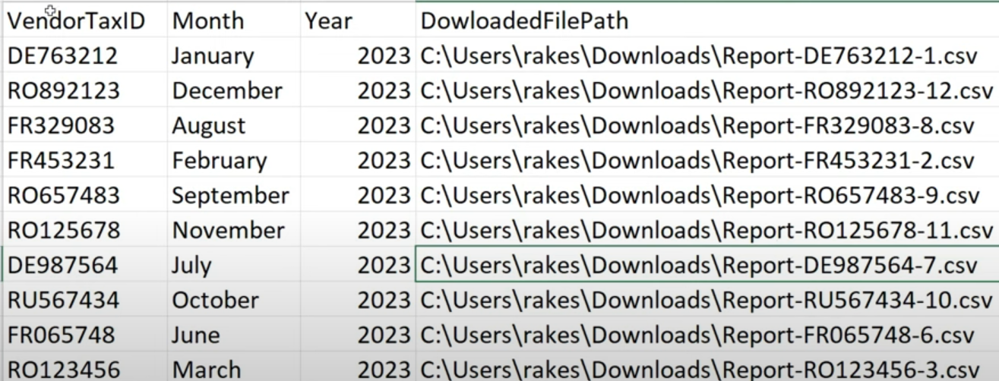 VendorTaxID Month Year DowloadedFilePath
DE763212 January 2023 C:\Users\rakes\Downloads\Report-DE763212-1.csv
RO892123 December 2023 C:\Users\rakes\Downloads\Report-RO892123-12.csv
FR329083 August 2023 C:\Users\rakes\Downloads\Report-FR329083-8.csv
FR453231 February 2023 C:\Users\rakes\Downloads\Report-FR453231-2.csv
RO657483 September 2023 C:\Users\rakes\Downloads\Report-RO657483-9.csv
RO125678 November 2023 C:\Users\rakes\Downloads\Report-RO125678-11.csv
DE987564 July 2023 C:\Users\rakes\Downloads\Report-DE987564-7.csv
RU567434 October 2023 C:\Users\rakes\Downloads\Report-RU567434-10.csv
FR065748 June 2023 C:\Users\rakes\Downloads\Report-FR065748-6.csv
RO123456 March 2023 C:\Users\rakes\Downloads\Report-RO123456-3.csv